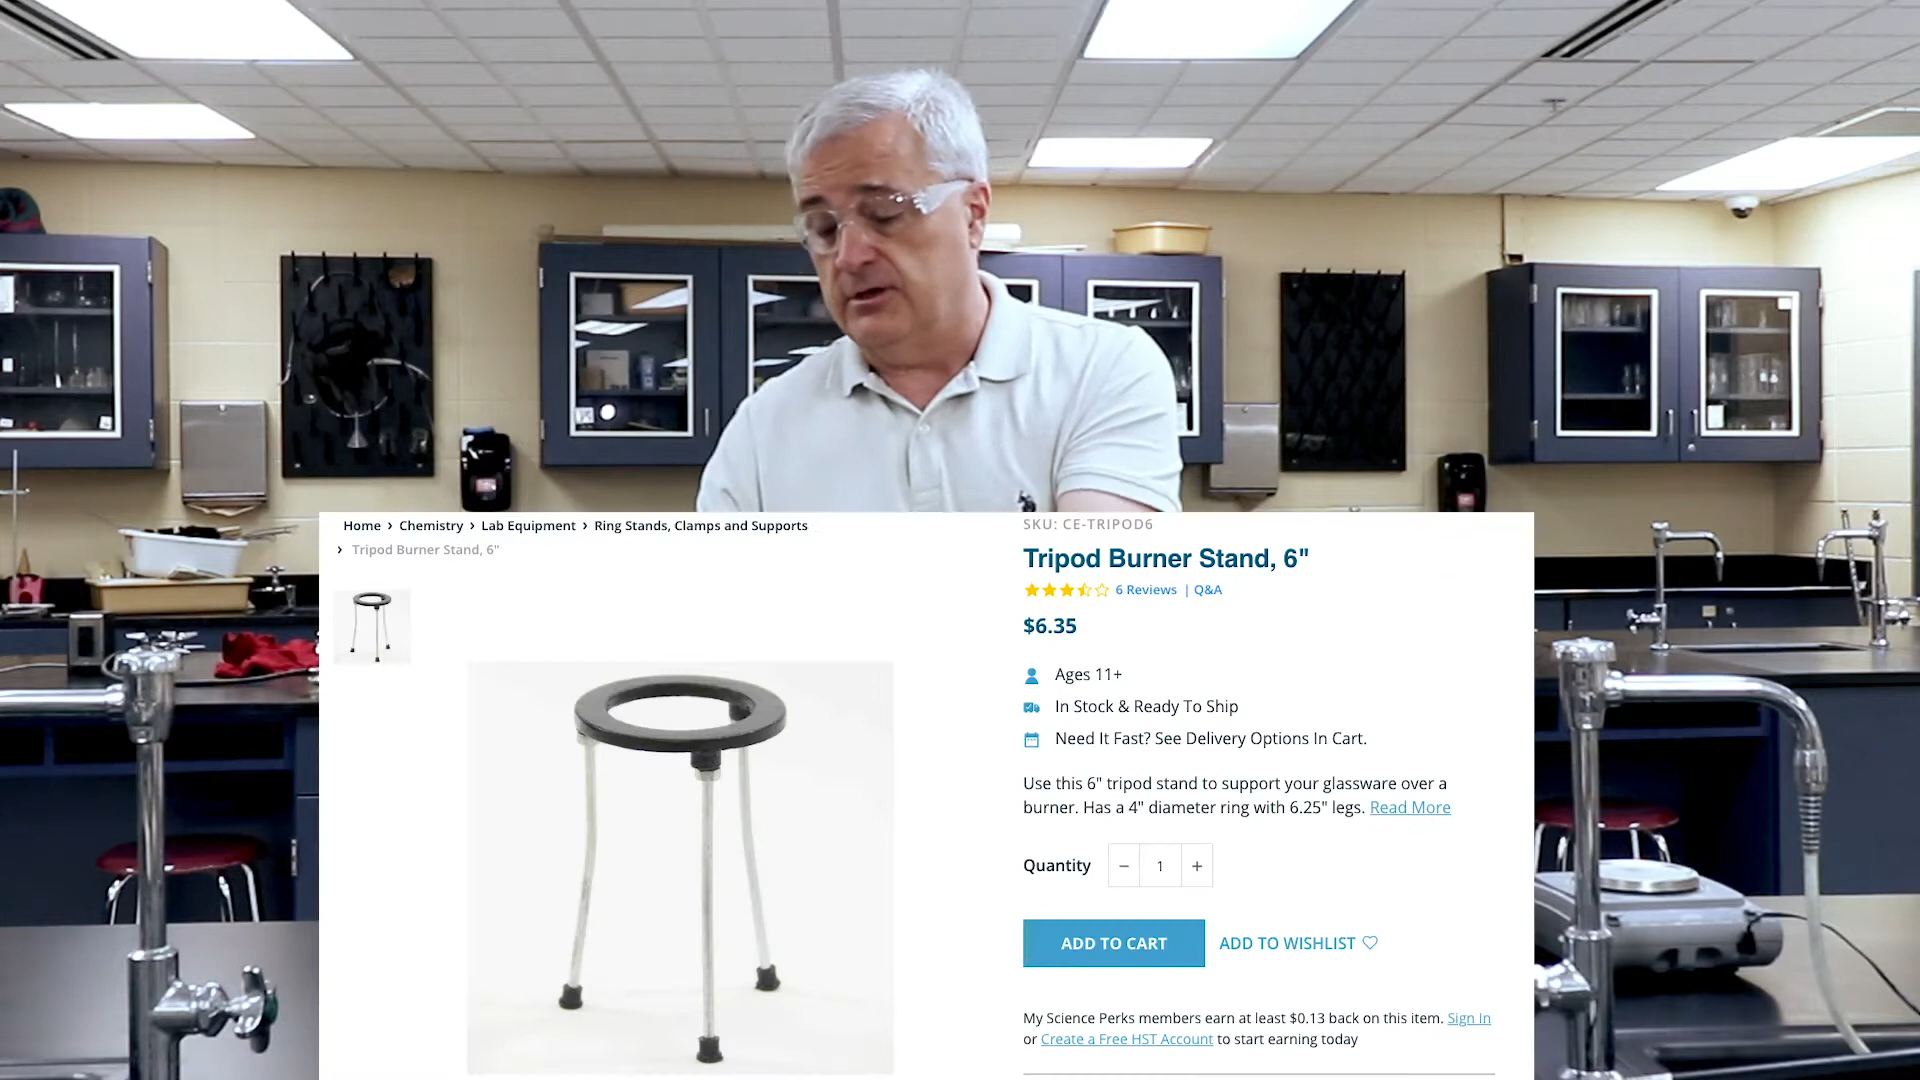 Home › Chemistry › Lab Equipment › Ring Stands, Clamps and Supports
› Tripod Burner Stand, 6"
SKU: CE-TRIPOD6
Tripod Burner Stand, 6"
6 Reviews | Q&A
$6.35
Ages 11+
In Stock & Ready To Ship
Need It Fast? See Delivery Options In Cart.
Use this 6" tripod stand to support your glassware over a
burner. Has a 4" diameter ring with 6.25" legs. Read More
Quantity − 1 +
ADD TO CART ADD TO WISHLIST
My Science Perks members earn at least $0.13 back on this item. Sign In
or Create a Free HST Account to start earning today